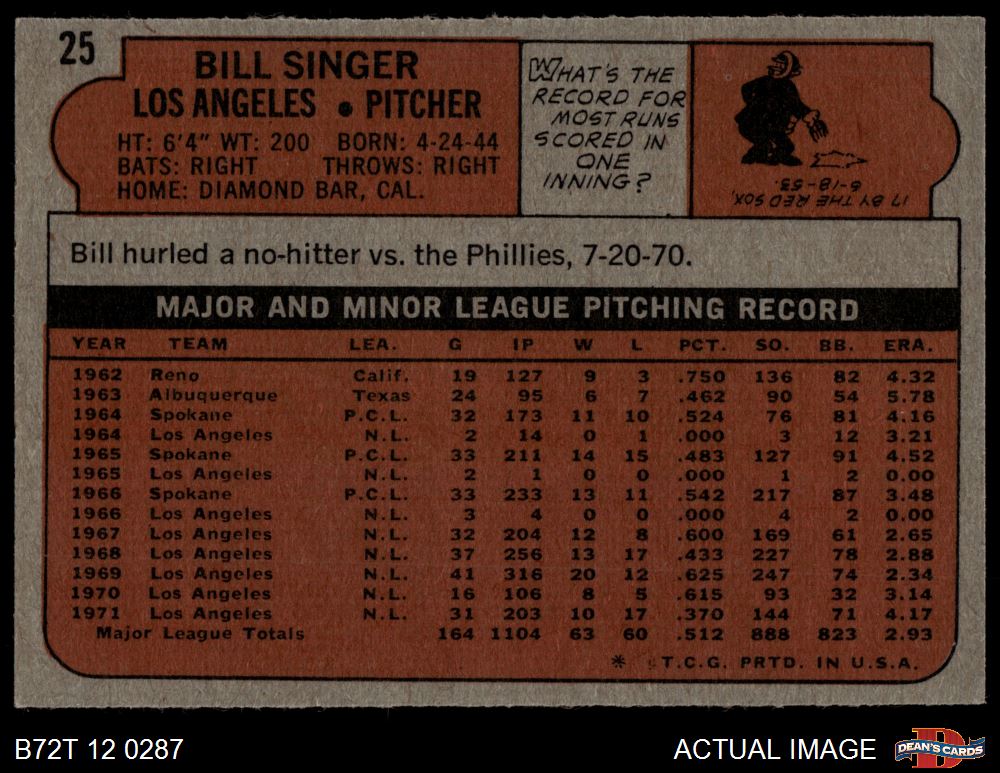 25
BILL SINGER
LOS ANGELES • PITCHER
HT: 6'4" WT: 200 BORN: 4-24-44
BATS: RIGHT THROWS: RIGHT
HOME: DIAMOND BAR, CAL.
WHAT'S THE
RECORD FOR
MOST RUNS
SCORED IN
ONE
INNING?
17 BY THE RED SOX,
6-18-53.
Bill hurled a no-hitter vs. the Phillies, 7-20-70.
MAJOR AND MINOR LEAGUE PITCHING RECORD
YEAR TEAM LEA. G IP W L PCT. SO. BB. ERA.
1962 Reno Calif. 19 127 9 3 .750 136 82 4.32
1963 Albuquerque Texas 24 95 6 7 .462 90 54 5.78
1964 Spokane P.C.L. 32 173 11 10 .524 76 81 4.16
1964 Los Angeles N.L. 2 14 0 1 .000 3 12 3.21
1965 Spokane P.C.L. 33 211 14 15 .483 127 91 4.52
1965 Los Angeles N.L. 2 1 0 0 .000 1 2 0.00
1966 Spokane P.C.L. 33 233 13 11 .542 217 87 3.48
1966 Los Angeles N.L. 3 4 0 0 .000 4 2 0.00
1967 Los Angeles N.L. 32 204 12 8 .600 169 61 2.65
1968 Los Angeles N.L. 37 256 13 17 .433 227 78 2.88
1969 Los Angeles N.L. 41 316 20 12 .625 247 74 2.34
1970 Los Angeles N.L. 16 106 8 5 .615 93 32 3.14
1971 Los Angeles N.L. 31 203 10 17 .370 144 71 4.17
Major League Totals 164 1104 63 60 .512 888 823 2.93
* T.C.G. PRTD. IN U.S.A.
B72T 12 0287
ACTUAL IMAGE
D
DEAN'S CARDS